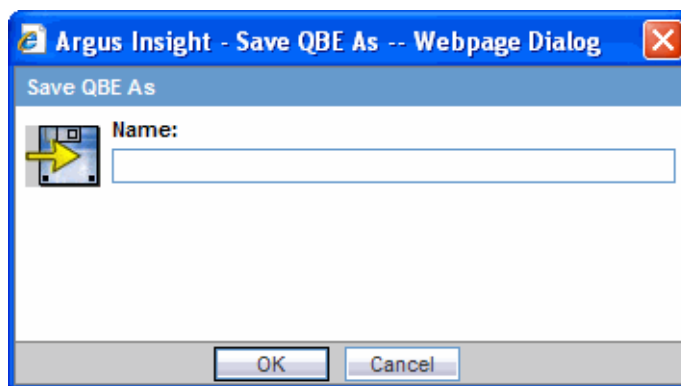 Argus Insight - Save QBE As -- Webpage Dialog
Save QBE As
Name:
OK Cancel